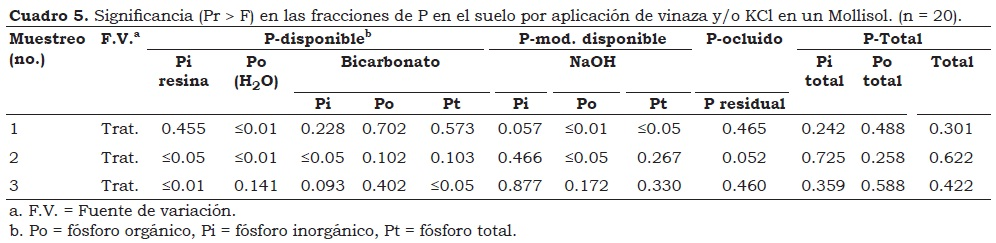 Cuadro 5. Significancia (Pr > F) en las fracciones de P en el suelo por aplicación de vinaza y/o KCl en un Mollisol. (n = 20).
Muestreo F.V.a P-disponibleb P-mod. disponible P-ocluido P-Total
(no.) Pi Po Bicarbonato NaOH Pi Po Total
resina (H2O) total total
Pi Po Pt Pi Po Pt P residual
1 Trat. 0.455 ≤0.01 0.228 0.702 0.573 0.057 ≤0.01 ≤0.05 0.465 0.242 0.488 0.301
2 Trat. ≤0.05 ≤0.01 ≤0.05 0.102 0.103 0.466 ≤0.05 0.267 0.052 0.725 0.258 0.622
3 Trat. ≤0.01 0.141 0.093 0.402 ≤0.05 0.877 0.172 0.330 0.460 0.359 0.588 0.422
a. F.V. = Fuente de variación.
b. Po = fósforo orgánico, Pi = fósforo inorgánico, Pt = fósforo total.